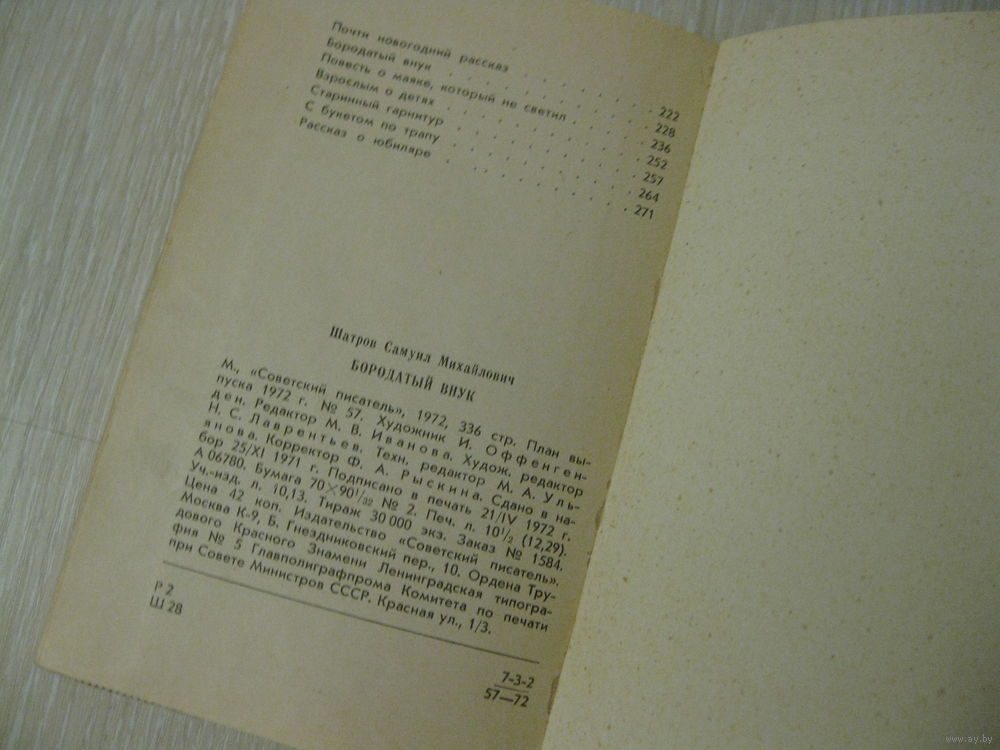 Почти новогодний рассказ . . . . . . . . 222
Бородатый внук . . . . . . . . . . . 228
Повесть о маяке, который не светил . . . . . 236
Взрослым о детях . . . . . . . . . . 252
Старинный гарнитур . . . . . . . . . . 257
С букетом по трапу . . . . . . . . . . 264
Рассказ о юбиляре . . . . . . . . . . 271
Шатров Самуил Михайлович
БОРОДАТЫЙ ВНУК
М., «Советский писатель», 1972, 336 стр. План вы-
пуска 1972 г. № 57. Художник И. Оффенген-
ден. Редактор М. В. Иванова. Худож. редактор
Н. С. Лаврентьев. Техн. редактор М. А. Уль-
янова. Корректор Ф. А. Рыскина. Сдано в на-
бор 25/XI 1971 г. Подписано в печать 21/IV 1972 г.
А 06780. Бумага 70×90¹/₃₂ № 2. Печ. л. 10¹/₂ (12,29).
Уч.-изд. л. 10,13. Тираж 30 000 экз. Заказ № 1584.
Цена 42 коп. Издательство «Советский писатель».
Москва К-9, Б. Гнездниковский пер., 10. Ордена Тру-
дового Красного Знамени Ленинградская типогра-
фия № 5 Главполиграфпрома Комитета по печати
при Совете Министров СССР. Красная ул., 1/3.
Р 2
Ш 28
7-3-2
57—72
www.ay.by